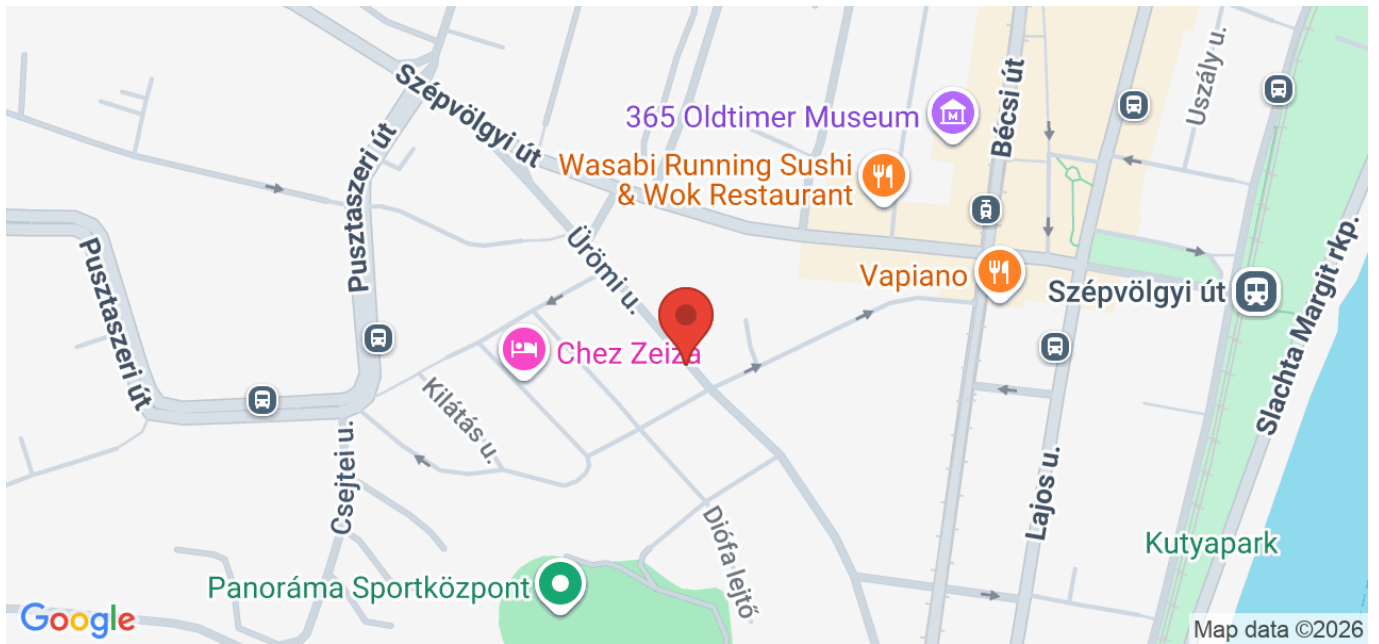 Szépvölgyi út
Pusztaszeri út
365 Oldtimer Museum
Bécsi út
Uszály u.
Wasabi Running Sushi
& Wok Restaurant
Ürömi u.
Pusztaszeri út
Vapiano
Szépvölgyi út
Slachta Margit rkp.
Chez Zeiza
Kilátás u.
Csejtei u.
Lajos u.
Diófa lejtő
Kutyapark
Panoráma Sportközpont
Google
Map data ©2026